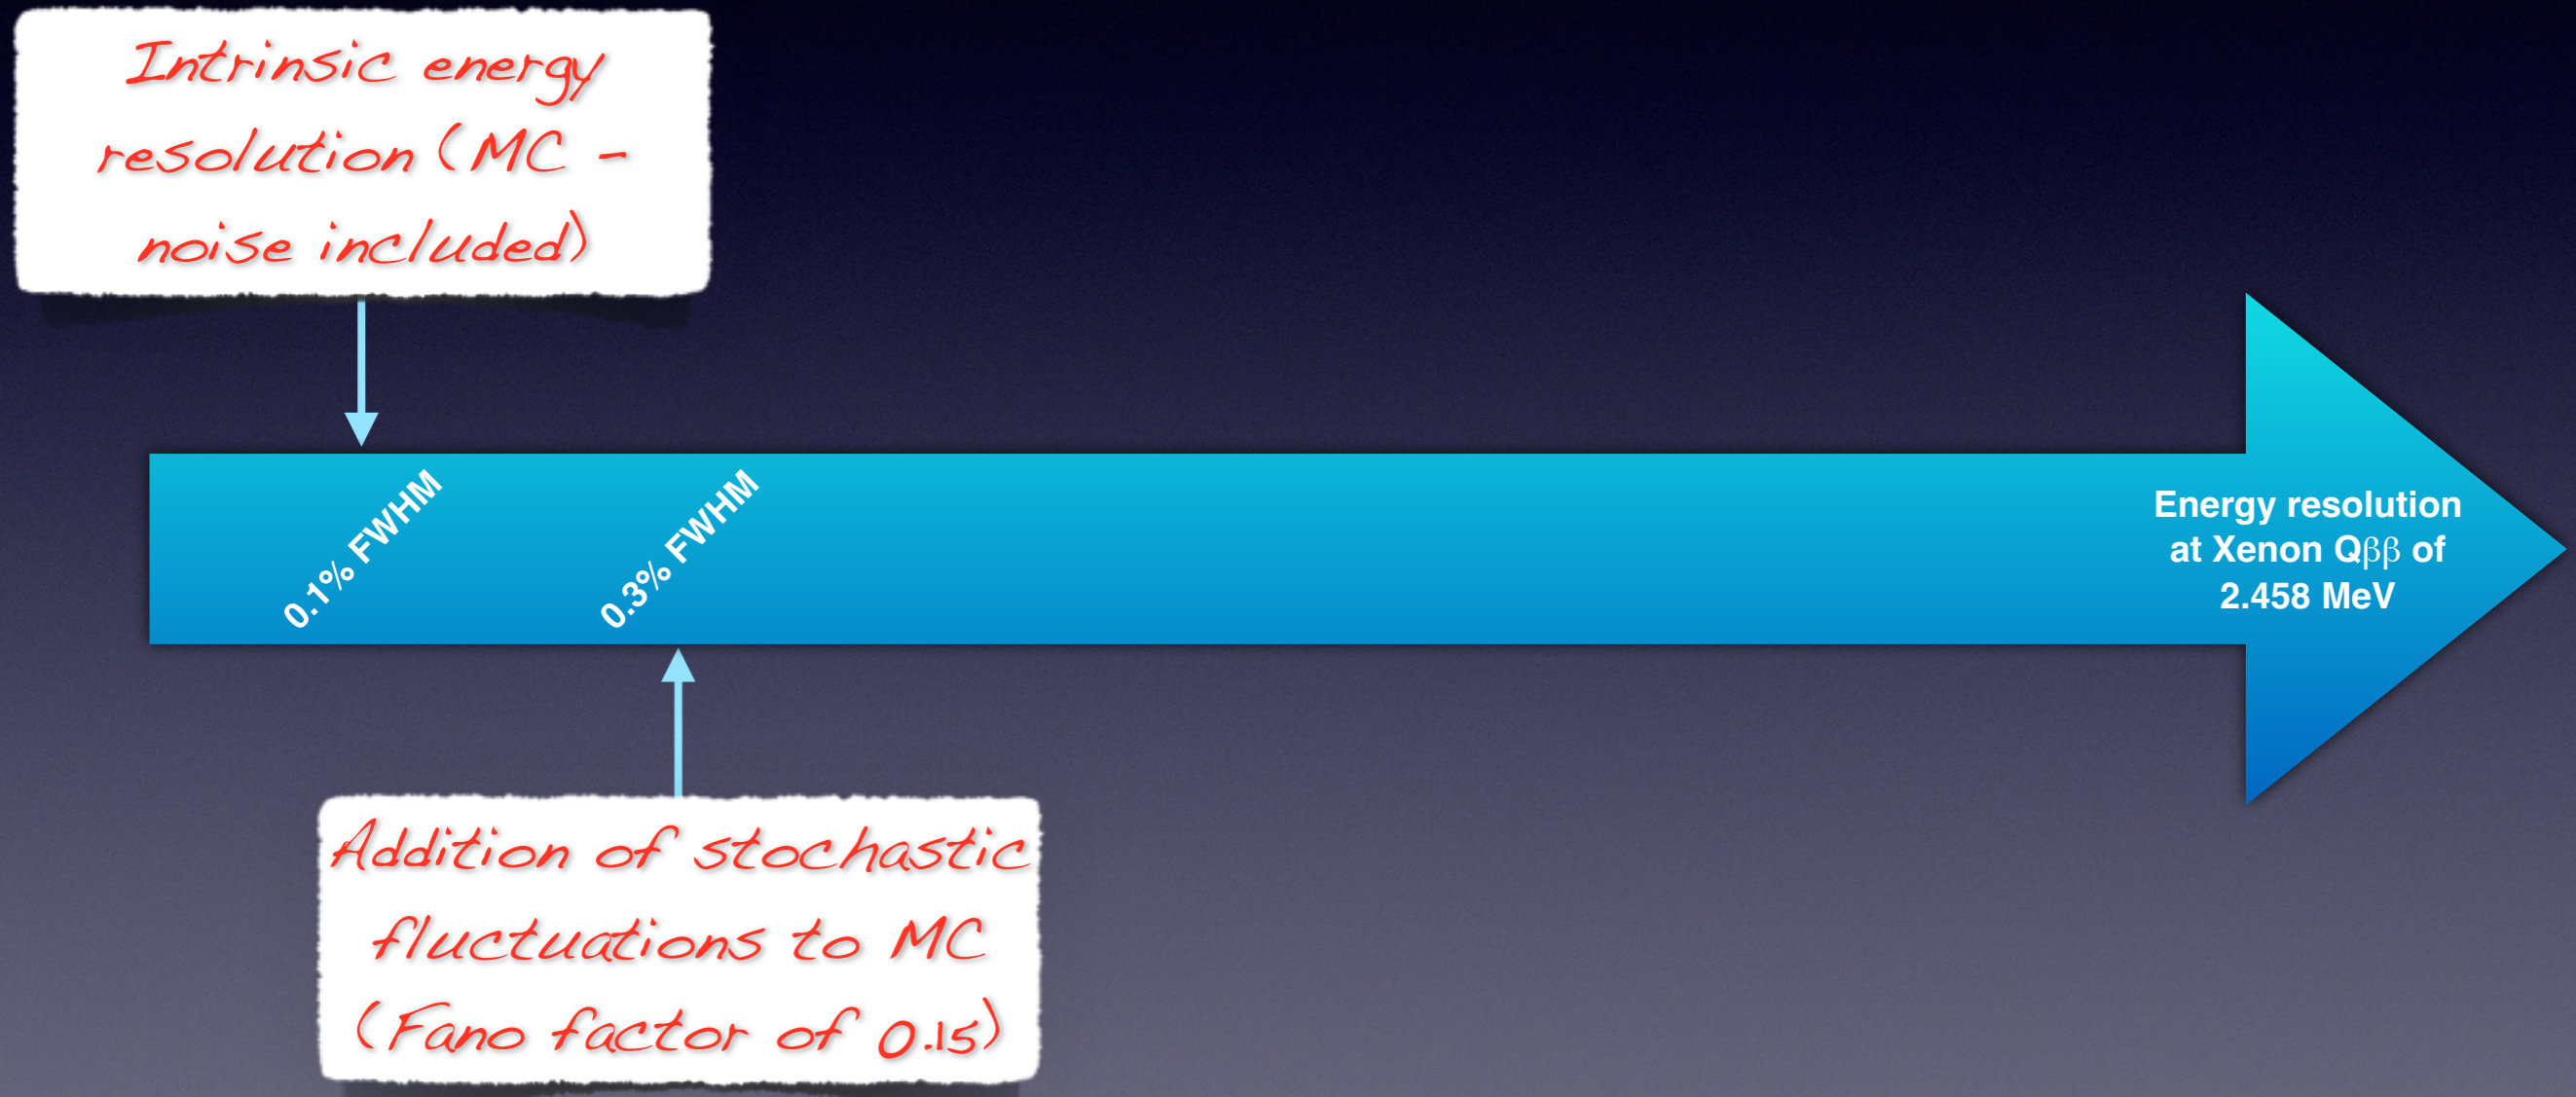 Intrinsic energy
resolution (MC -
noise included)
0.1% FWHM
0.3% FWHM
Energy resolution
at Xenon Qββ of
2.458 MeV
Addition of stochastic
fluctuations to MC
(Fano factor of 0.15)